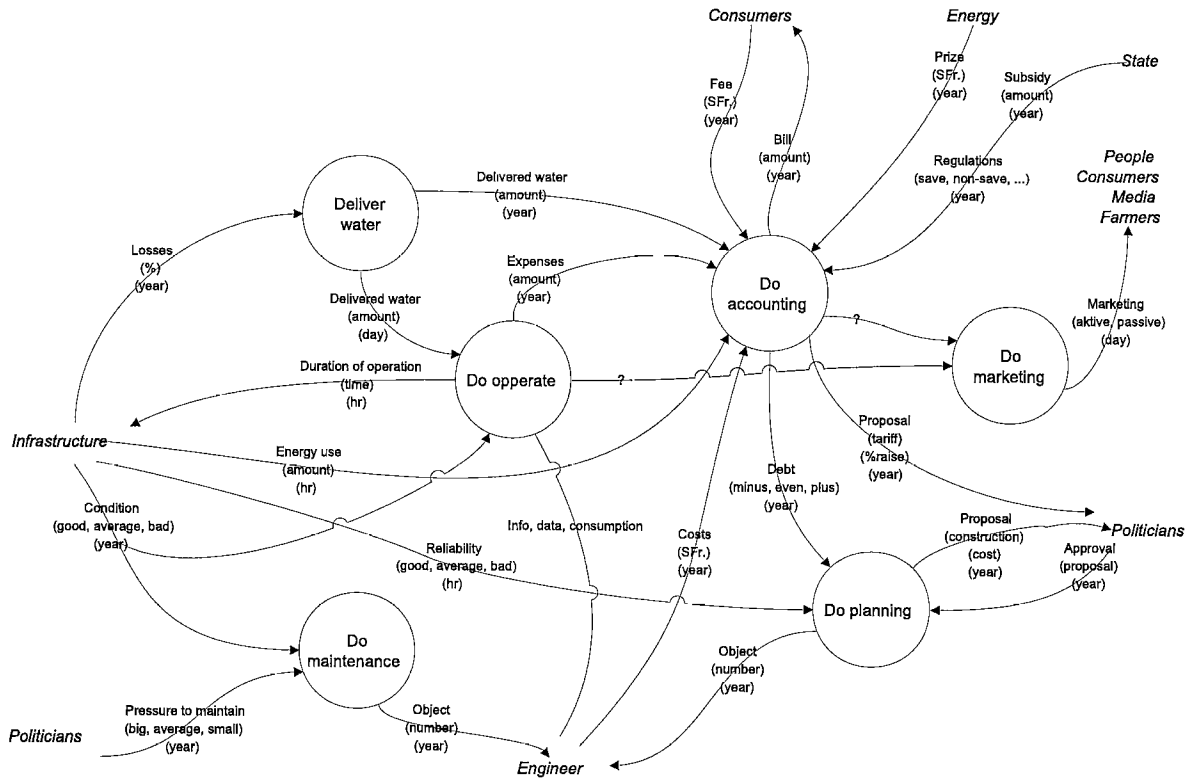 Consumers
Energy
State
Fee
(SFr.)
(year)
Prize
(SFr.)
(year)
Subsidy
(amount)
(year)
Bill
(amount)
(year)
Regulations
(save, non-save, ...)
(year)
People
Consumers
Media
Farmers
Deliver
water
Delivered water
(amount)
(year)
Losses
(%)
(year)
Expenses
(amount)
(year)
Do
accounting
Delivered water
(amount)
(day)
Marketing
(aktive, passive)
(day)
?
Do
marketing
Duration of operation
(time)
(hr)
Do opperate
?
Infrastructure
Energy use
(amount)
(hr)
Proposal
(tariff)
(%raise)
(year)
Debt
(minus, even, plus)
(year)
Condition
(good, average, bad)
(year)
Info, data, consumption
Costs
(SFr.)
(year)
Proposal
(construction)
(cost)
(year)
Politicians
Reliability
(good, average, bad)
(hr)
Approval
(proposal)
(year)
Do planning
Do
maintenance
Object
(number)
(year)
Pressure to maintain
(big, average, small)
(year)
Object
(number)
(year)
Politicians
Engineer